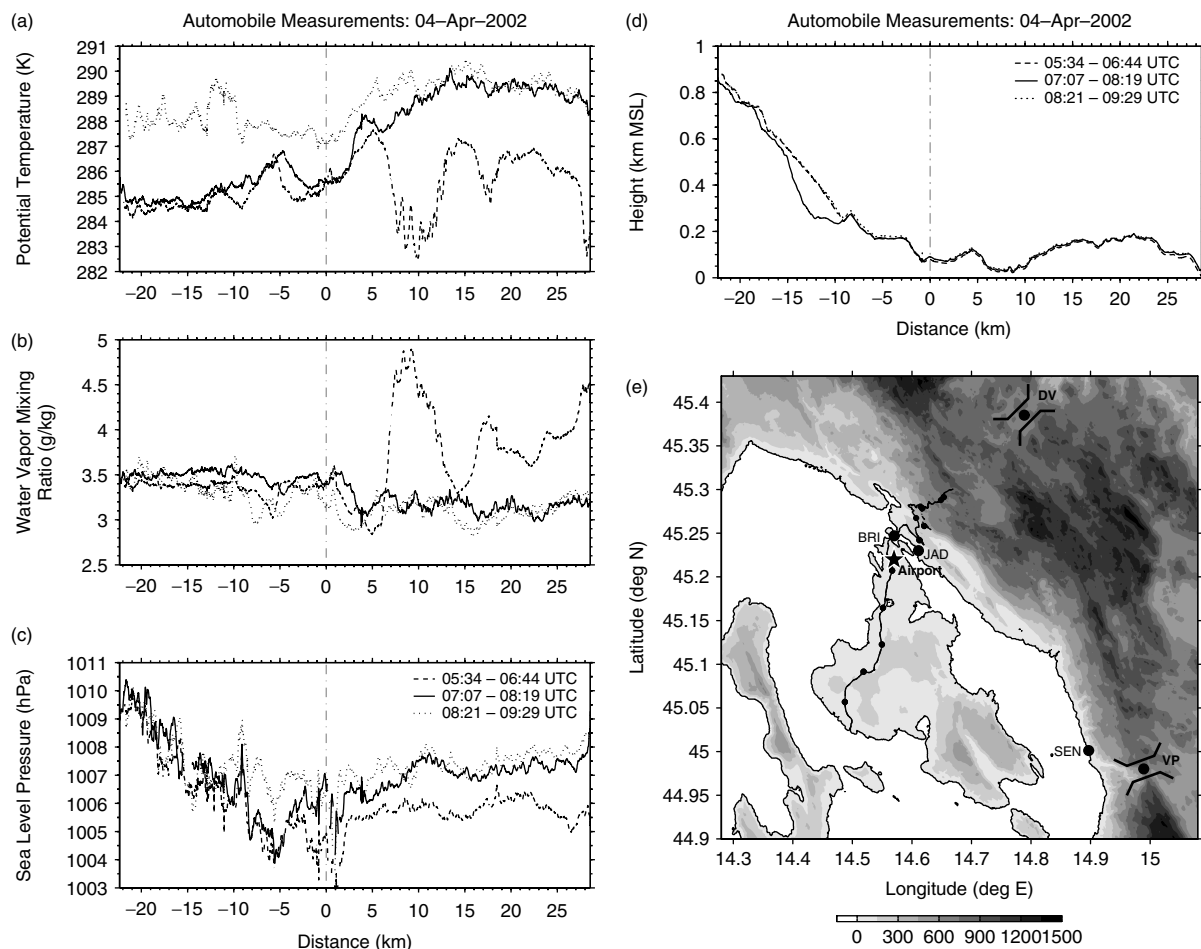 (a)
Automobile Measurements: 04–Apr–2002
Potential Temperature (K)
291
290
289
288
287
286
285
284
283
282
–20 –15 –10 –5 0 5 10 15 20 25
(b)
Water Vapor Mixing
Ratio (g/kg)
5
4.5
4
3.5
3
2.5
–20 –15 –10 –5 0 5 10 15 20 25
(c)
Sea Level Pressure (hPa)
1011
1010
1009
1008
1007
1006
1005
1004
1003
05:34 – 06:44 UTC
07:07 – 08:19 UTC
08:21 – 09:29 UTC
–20 –15 –10 –5 0 5 10 15 20 25
Distance (km)
(d)
Automobile Measurements: 04–Apr–2002
Height (km MSL)
1
0.8
0.6
0.4
0.2
0
05:34 – 06:44 UTC
07:07 – 08:19 UTC
08:21 – 09:29 UTC
–20 –15 –10 –5 0 5 10 15 20 25
Distance (km)
(e)
Latitude (deg N)
45.4
45.35
45.3
45.25
45.2
45.15
45.1
45.05
45
44.95
44.9
DV
BRI
JAD
Airport
SEN
VP
14.3 14.4 14.5 14.6 14.7 14.8 14.9 15
Longitude (deg E)
0 300 600 900 1200 1500